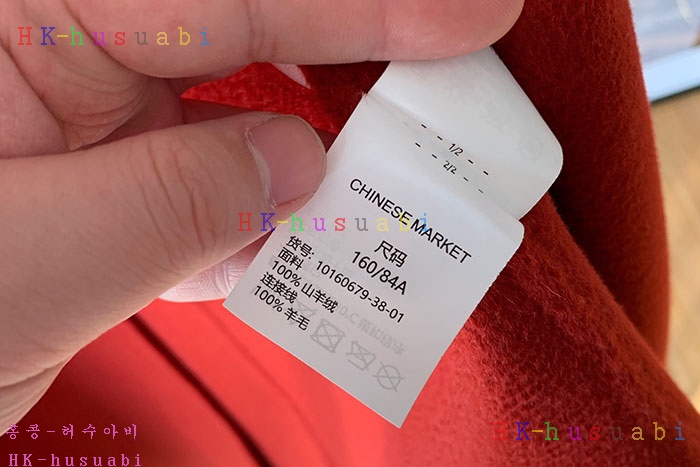 HK-husuabi
- - 1/2 - -
- - 2/2 - -
CHINESE MARKET
HK-husuabi
尺码
160/84A
货号: 10160679-38-01
面料
100% 山羊绒
连接线
100% 羊毛
홍콩-허수아비
HK-husuabi
HK-husuabi